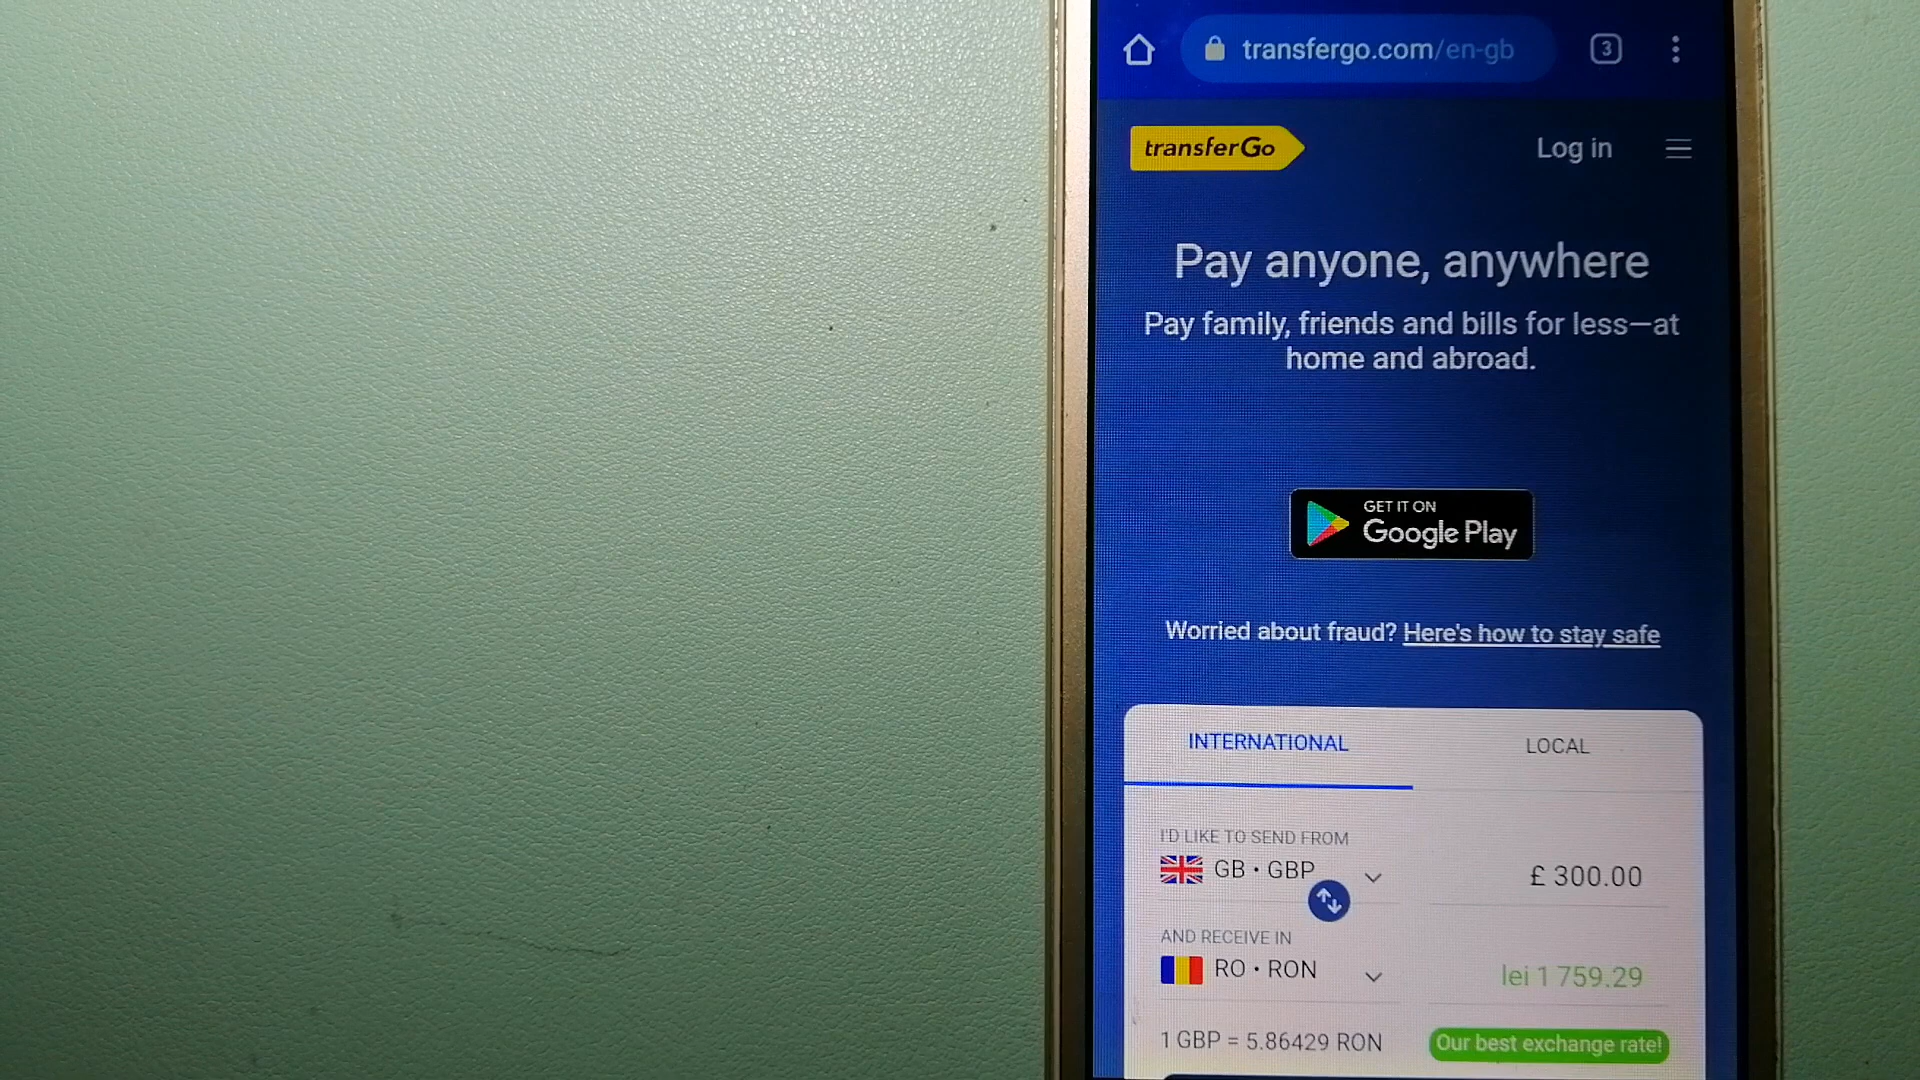 transfergo.com/en-gb
3
transferGo
Log in
Pay anyone, anywhere
Pay family, friends and bills for less—at
home and abroad.
GET IT ON
Google Play
Worried about fraud? Here's how to stay safe
INTERNATIONAL
LOCAL
I'D LIKE TO SEND FROM
GB • GBP
£ 300.00
AND RECEIVE IN
RO • RON
lei 1 759.29
1 GBP = 5.86429 RON
Our best exchange rate!